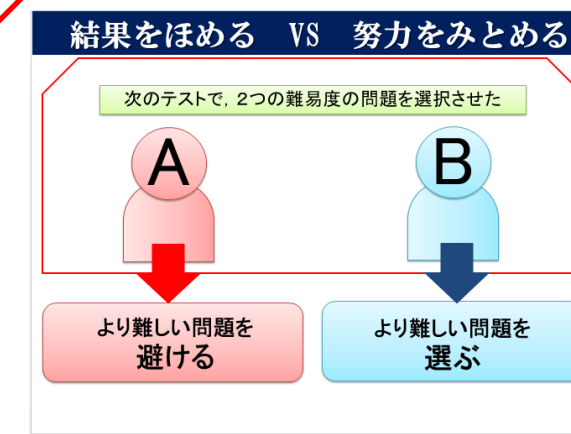 結果をほめる VS 努力をみとめる
次のテストで，２つの難易度の問題を選択させた
A
B
より難しい問題を
避ける
より難しい問題を
選ぶ